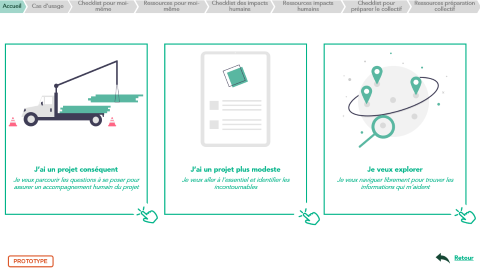 Accueil
Cas d'usage
Checklist pour moi-
même
Ressources pour moi-
même
Checklist des impacts
humains
Ressources impacts
humains
Checklist pour
préparer le collectif
Ressources préparation
collectif
J'ai un projet conséquent
Je veux parcourir les questions à se poser pour
assurer un accompagnement humain du projet
J'ai un projet plus modeste
Je veux aller à l'essentiel et identifier les
incontournables
Je veux explorer
Je veux naviguer librement pour trouver les
informations qui m'aident
PROTOTYPE
Retour